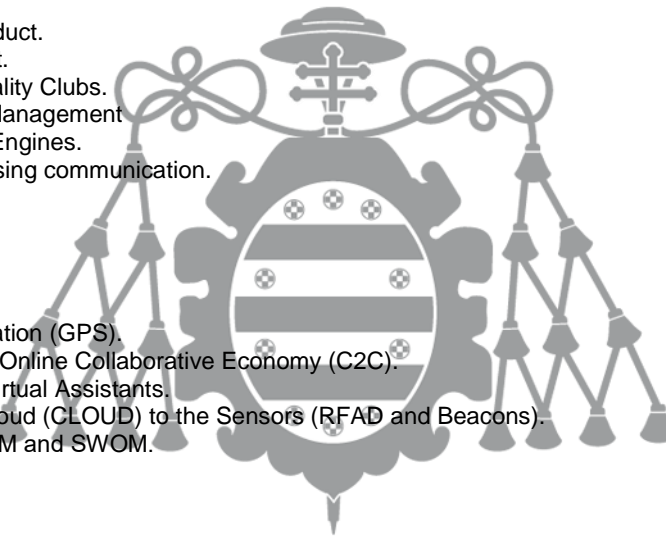 duct.
t.
ality Clubs.
Management
Engines.
sing communication.
ation (GPS).
Online Collaborative Economy (C2C).
rtual Assistants.
oud (CLOUD) to the Sensors (RFAD and Beacons).
M and SWOM.